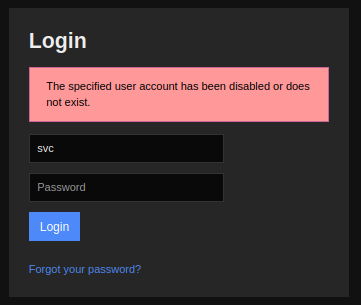 Login
The specified user account has been disabled or does
not exist.
svc
Password
Login
Forgot your password?